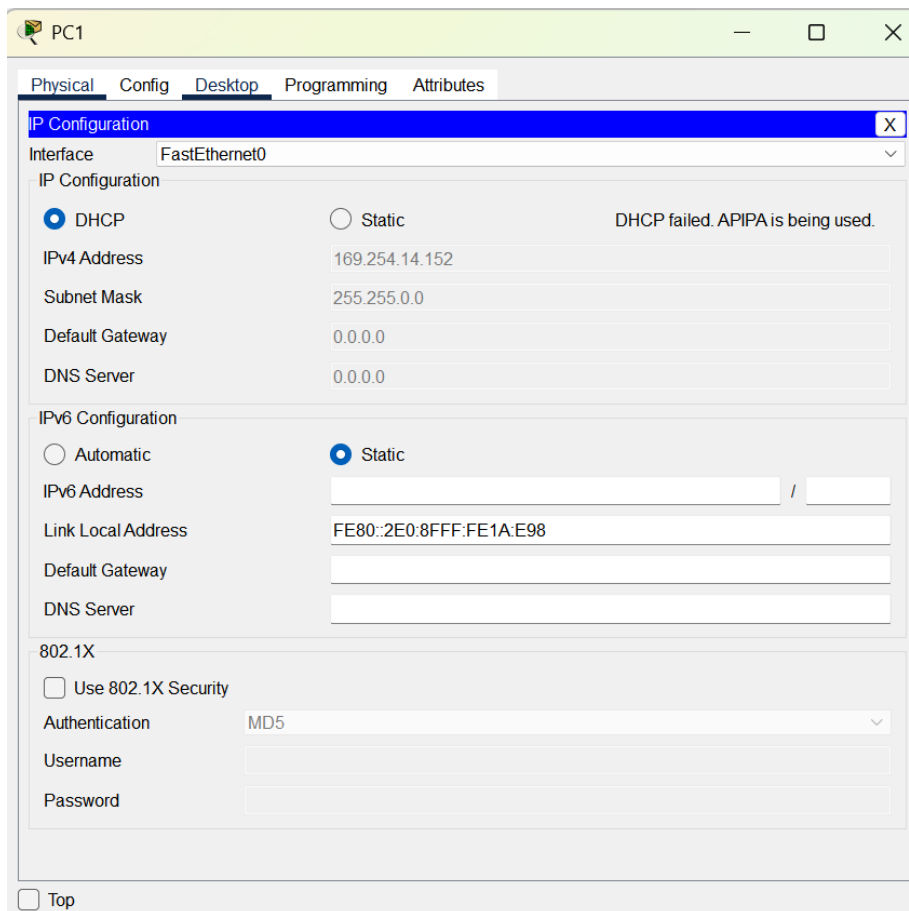 PC1
Physical Config Desktop Programming Attributes
IP Configuration X
Interface FastEthernet0
IP Configuration
DHCP Static DHCP failed. APIPA is being used.
IPv4 Address 169.254.14.152
Subnet Mask 255.255.0.0
Default Gateway 0.0.0.0
DNS Server 0.0.0.0
IPv6 Configuration
Automatic Static
IPv6 Address /
Link Local Address FE80::2E0:8FFF:FE1A:E98
Default Gateway
DNS Server
802.1X
Use 802.1X Security
Authentication MD5
Username
Password
Top